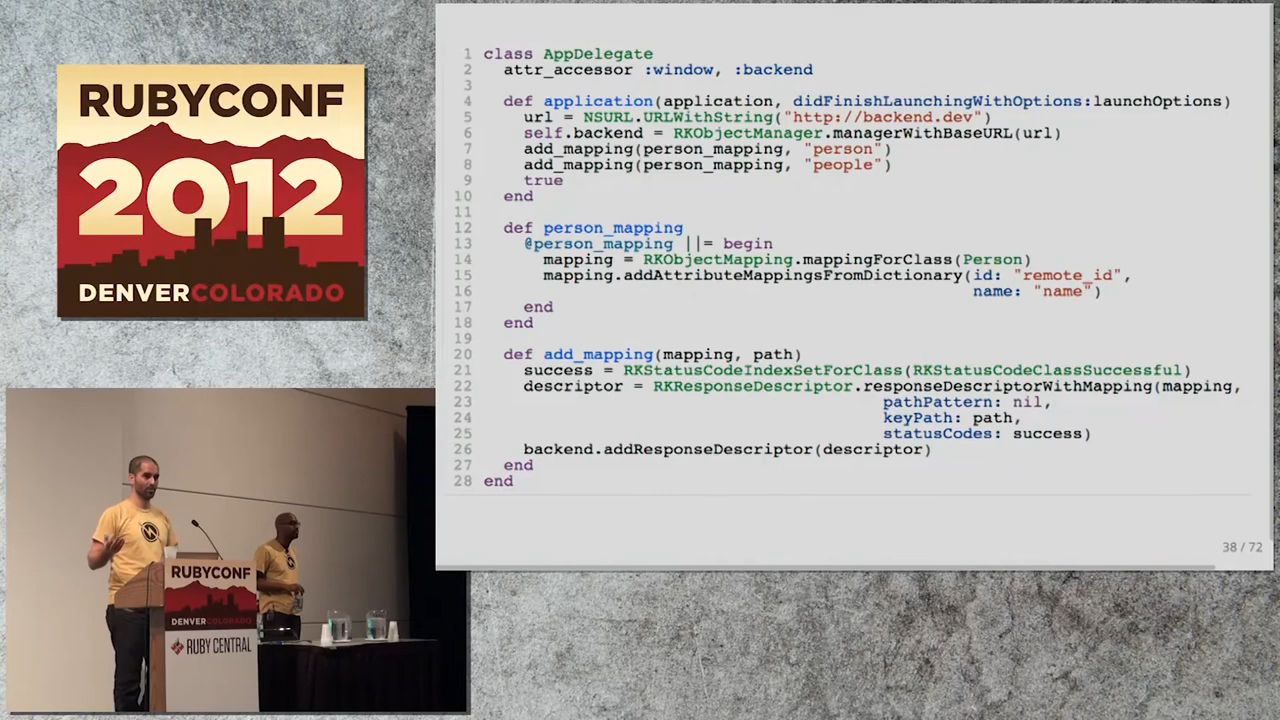 RUBYCONF
2012
DENVERCOLORADO
1 class AppDelegate
2 attr_accessor :window, :backend
3
4 def application(application, didFinishLaunchingWithOptions:launchOptions)
5 url = NSURL.URLWithString("http://backend.dev")
6 self.backend = RKObjectManager.managerWithBaseURL(url)
7 add_mapping(person_mapping, "person")
8 add_mapping(person_mapping, "people")
9 true
10 end
11
12 def person_mapping
13 @person_mapping ||= begin
14 mapping = RKObjectMapping.mappingForClass(Person)
15 mapping.addAttributeMappingsFromDictionary(id: "remote_id",
16 name: "name")
17 end
18 end
19
20 def add_mapping(mapping, path)
21 success = RKStatusCodeIndexSetForClass(RKStatusCodeClassSuccessful)
22 descriptor = RKResponseDescriptor.responseDescriptorWithMapping(mapping,
23 pathPattern: nil,
24 keyPath: path,
25 statusCodes: success)
26 backend.addResponseDescriptor(descriptor)
27 end
28 end
38 / 72
RUBYCONF
DENVERCOLORADO
RUBY CENTRAL